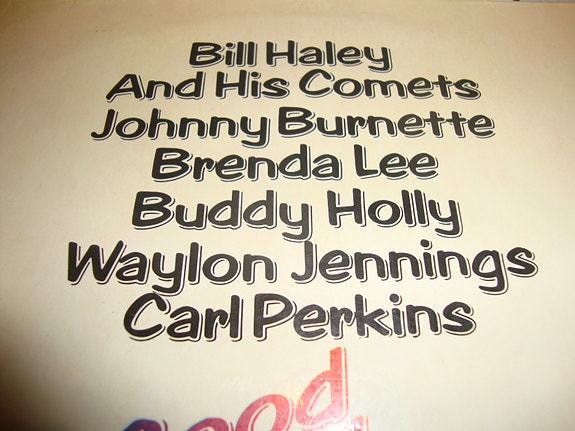 Bill Haley
And His Comets
Johnny Burnette
Brenda Lee
Buddy Holly
Waylon Jennings
Carl Perkins